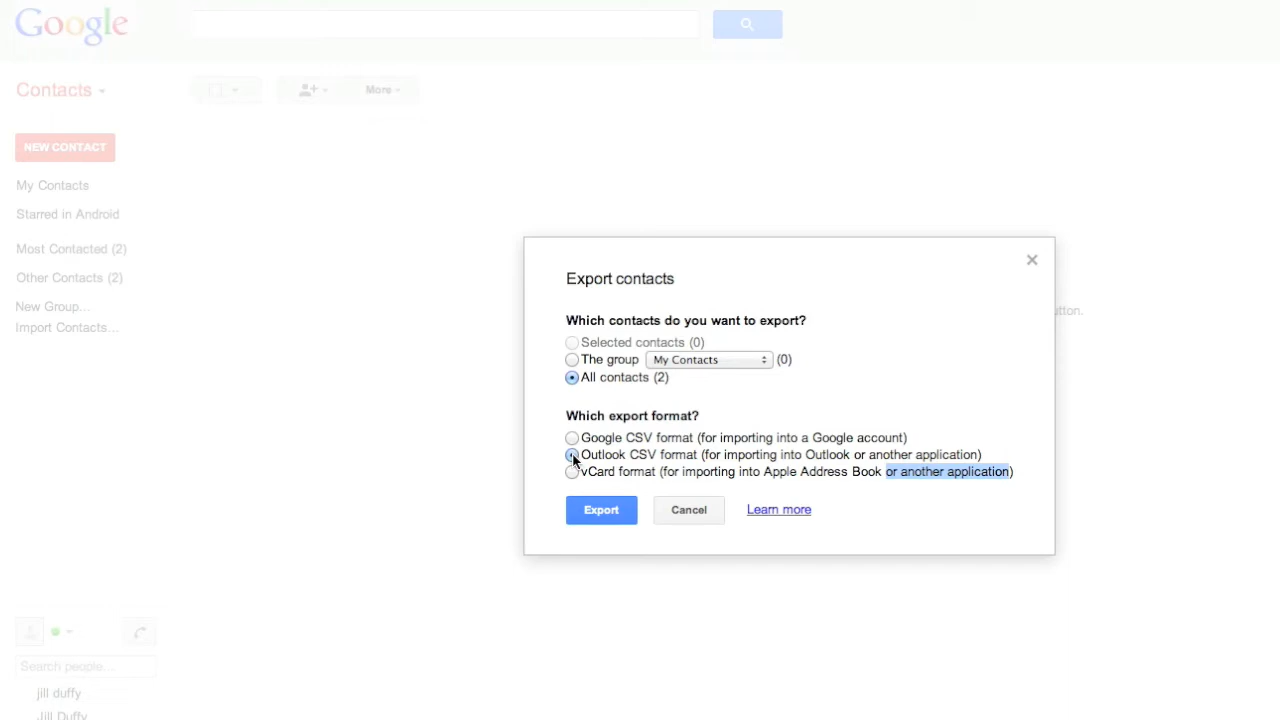 Google
Contacts
More
NEW CONTACT
My Contacts
Starred in Android
Most Contacted (2)
Other Contacts (2)
New Group...
Import Contacts...
utton.
Export contacts
Which contacts do you want to export?
Selected contacts (0)
The group My Contacts (0)
All contacts (2)
Which export format?
Google CSV format (for importing into a Google account)
Outlook CSV format (for importing into Outlook or another application)
vCard format (for importing into Apple Address Book or another application)
Export Cancel Learn more
Search people...
jill duffy
Jill Duffy